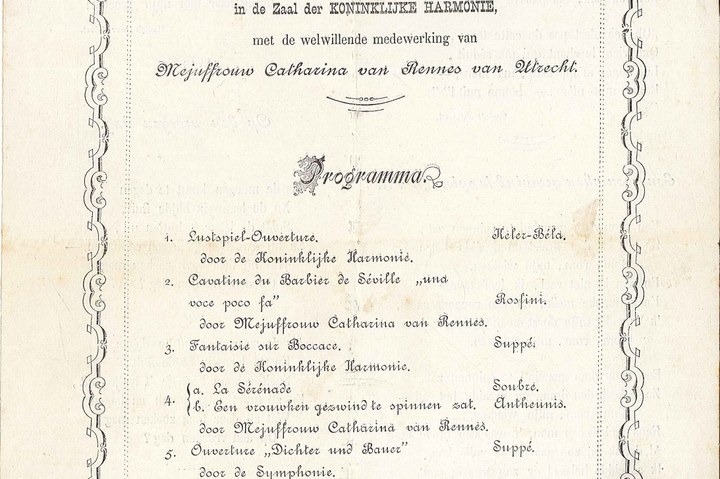 in de Zaal der KONINKLIJKE HARMONIE,
met de welwillende medewerking van
Mejuffrouw Catharina van Rennes van Utrecht.
Programma.
1. Lustspiel-Ouverture. Kéler-Béla.
door de Koninklijke Harmonie.
2. Cavatine du Barbier de Séville „und
voce poco fa" Rosfini.
door Mejuffrouw Catharina van Rennes.
3. Fantaisie sur Boccace. Suppé.
door de Koninklijke Harmonie.
4. a. La Sérénade Soubre.
b. Een vrouwken gezwind te spinnen zat. Antheunis.
door Mejuffrouw Catharina van Rennes.
5. Ouverture „Dichter und Bauer" Suppé.
door de Symphonie.